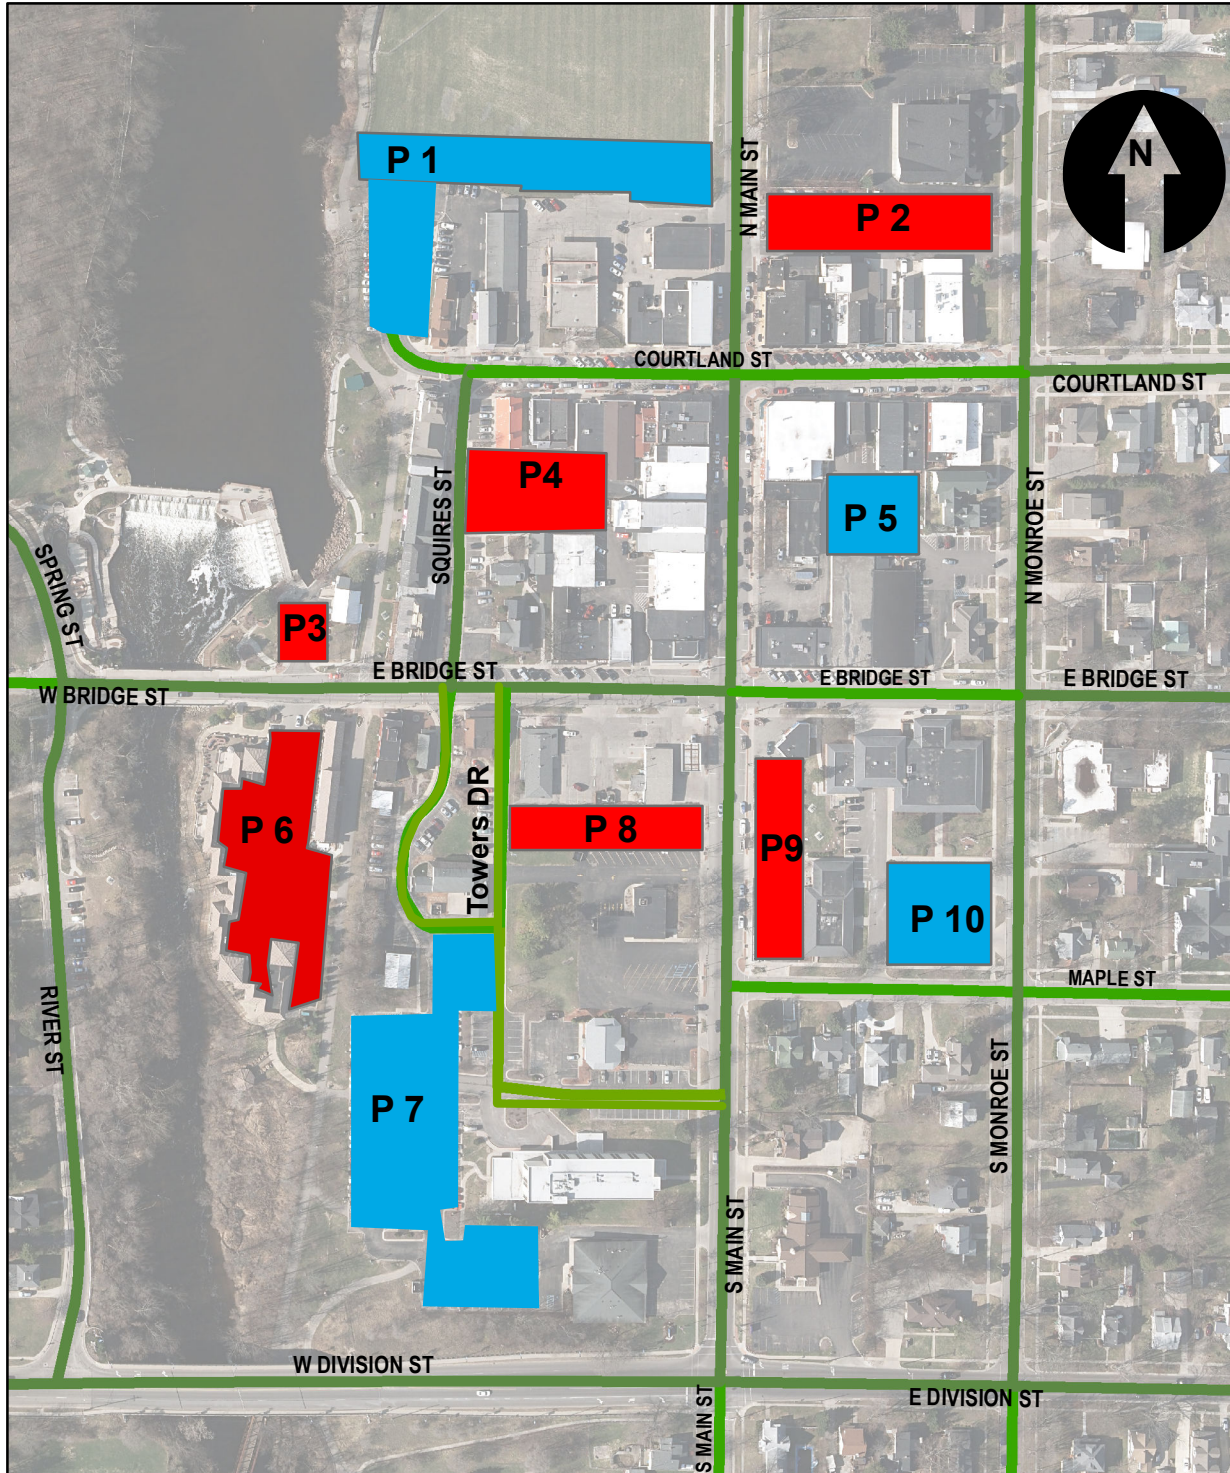 P 1
N MAIN ST
N
P 2
COURTLAND ST
COURTLAND ST
SQUIRES ST
P4
P 5
N MONROE ST
SPRING ST
P3
E BRIDGE ST
E BRIDGE ST
E BRIDGE ST
W BRIDGE ST
Towers DR
P 6
P 8
P9
P 10
MAPLE ST
RIVER ST
P 7
S MONROE ST
S MAIN ST
W DIVISION ST
E DIVISION ST
S MAIN ST